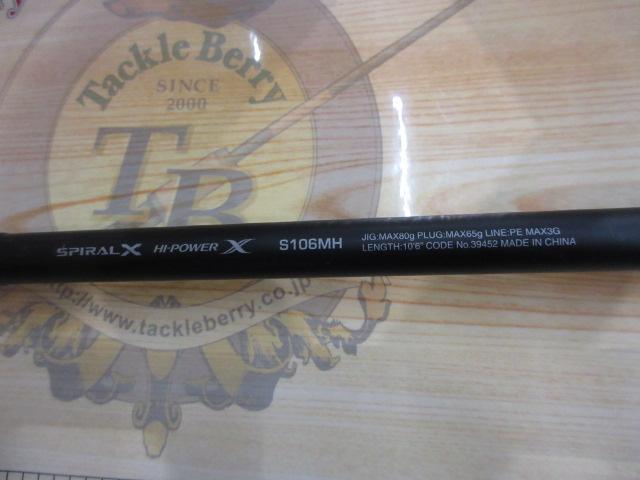 Tackle Berry
SINCE
2000
TB
SPIRAL X HI-POWER X S106MH
JIG:MAX80g PLUG:MAX65g LINE:PE MAX3G
LENGTH:10'6" CODE No.39452 MADE IN CHINA
http://www.tackleberry.co.jp